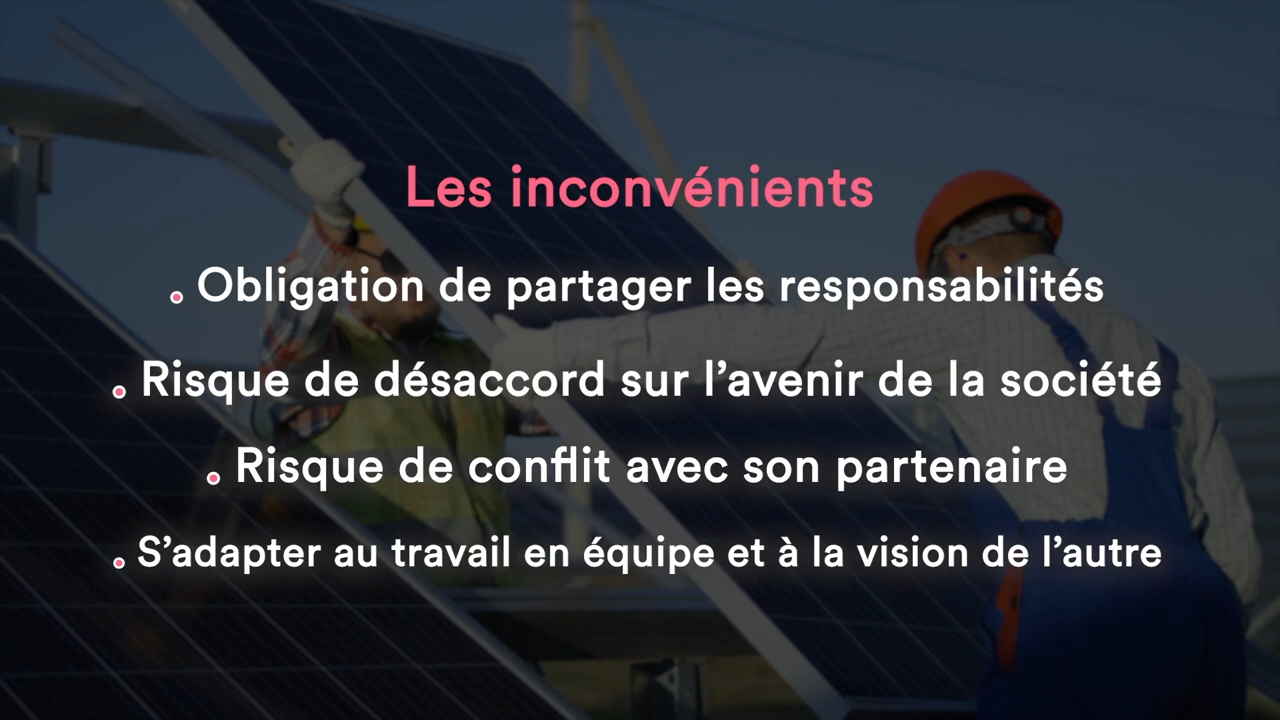 Les inconvénients
. Obligation de partager les responsabilités
. Risque de désaccord sur l’avenir de la société
. Risque de conflit avec son partenaire
. S’adapter au travail en équipe et à la vision de l’autre